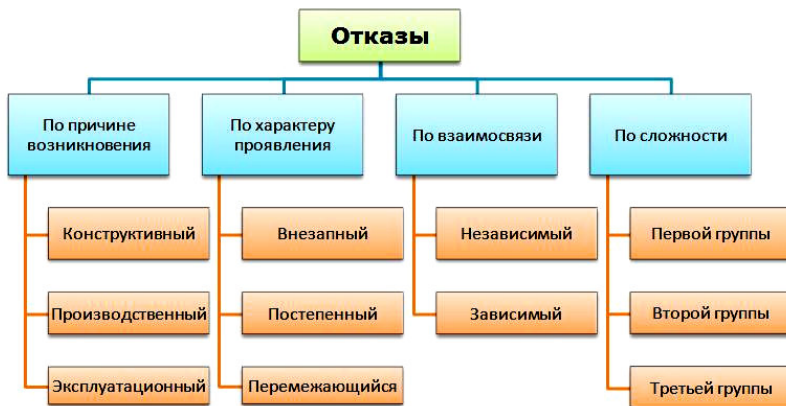 Отказы
По причине
возникновения
По характеру
проявления
По взаимосвязи
По сложности
Конструктивный
Внезапный
Независимый
Первой группы
Производственный
Постепенный
Зависимый
Второй группы
Эксплуатационный
Перемежающийся
Третьей группы